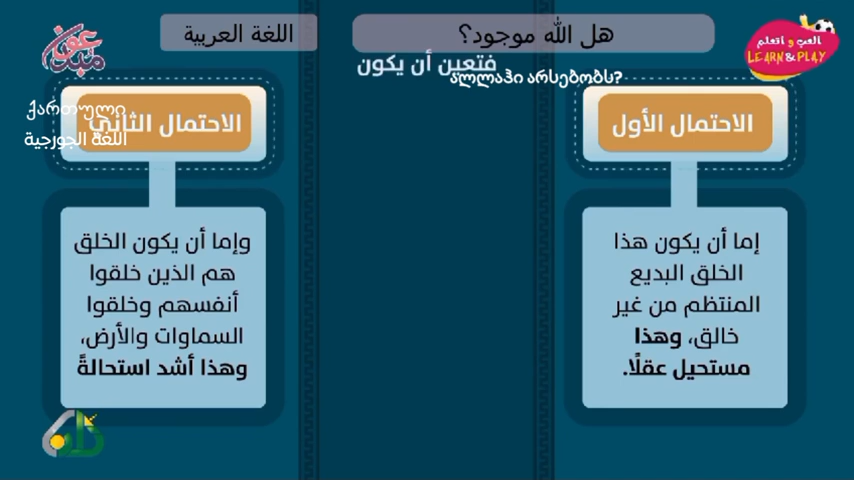 هل الله موجود؟
اللغة العربية
العب و اتعلم
LEARN & PLAY
فتعين أن يكون
ალლაჰი არსებობს?
ქართული
اللغة الجورجية
الاحتمال الأول
إما أن يكون هذا
الخلق البديع
المنتظم من غير
خالق، وهذا
مستحيل عقلًا.
الاحتمال الثاني
وإما أن يكون الخلق
هم الذين خلقوا
أنفسهم وخلقوا
السماوات والأرض،
وهذا أشد استحالةً